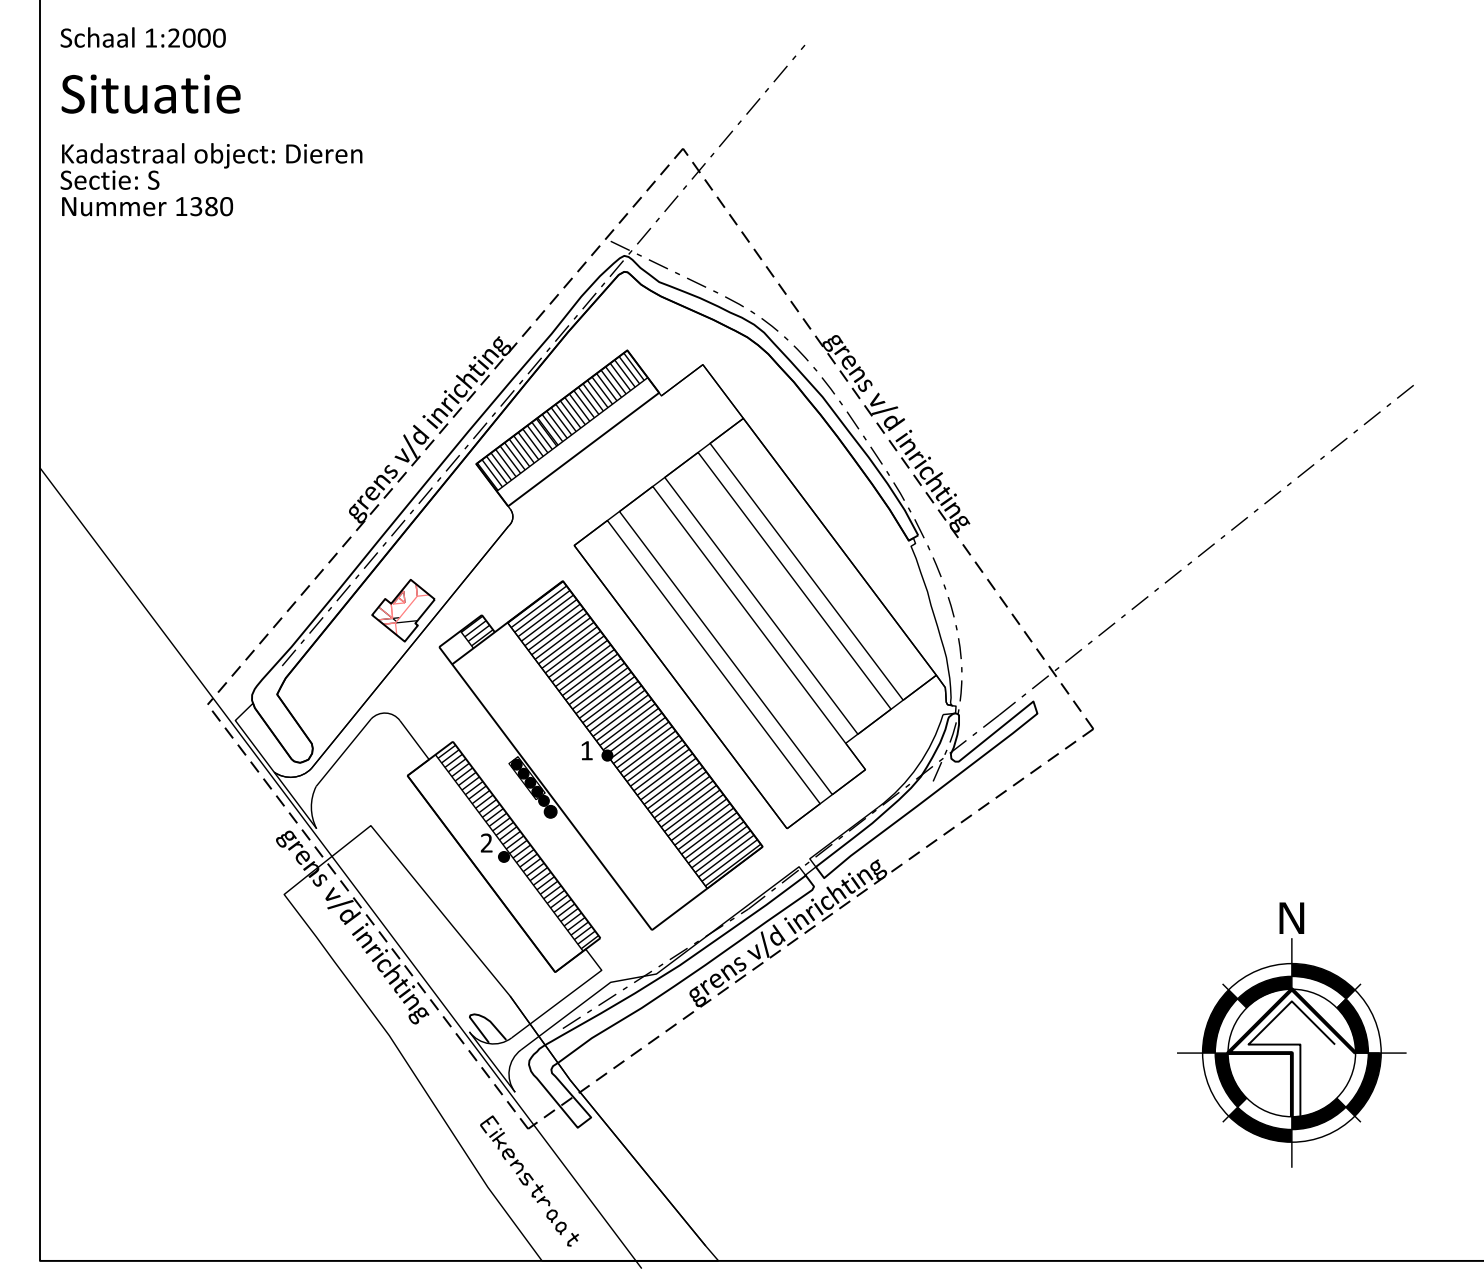 Schaal 1:2000
Situatie
Kadastraal object: Dieren
Sectie: S
Nummer 1380
grens v/d inrichting
grens v/d inrichting
1
2
grens v/d inrichting
grens v/d inrichting
N
Eikenstraat